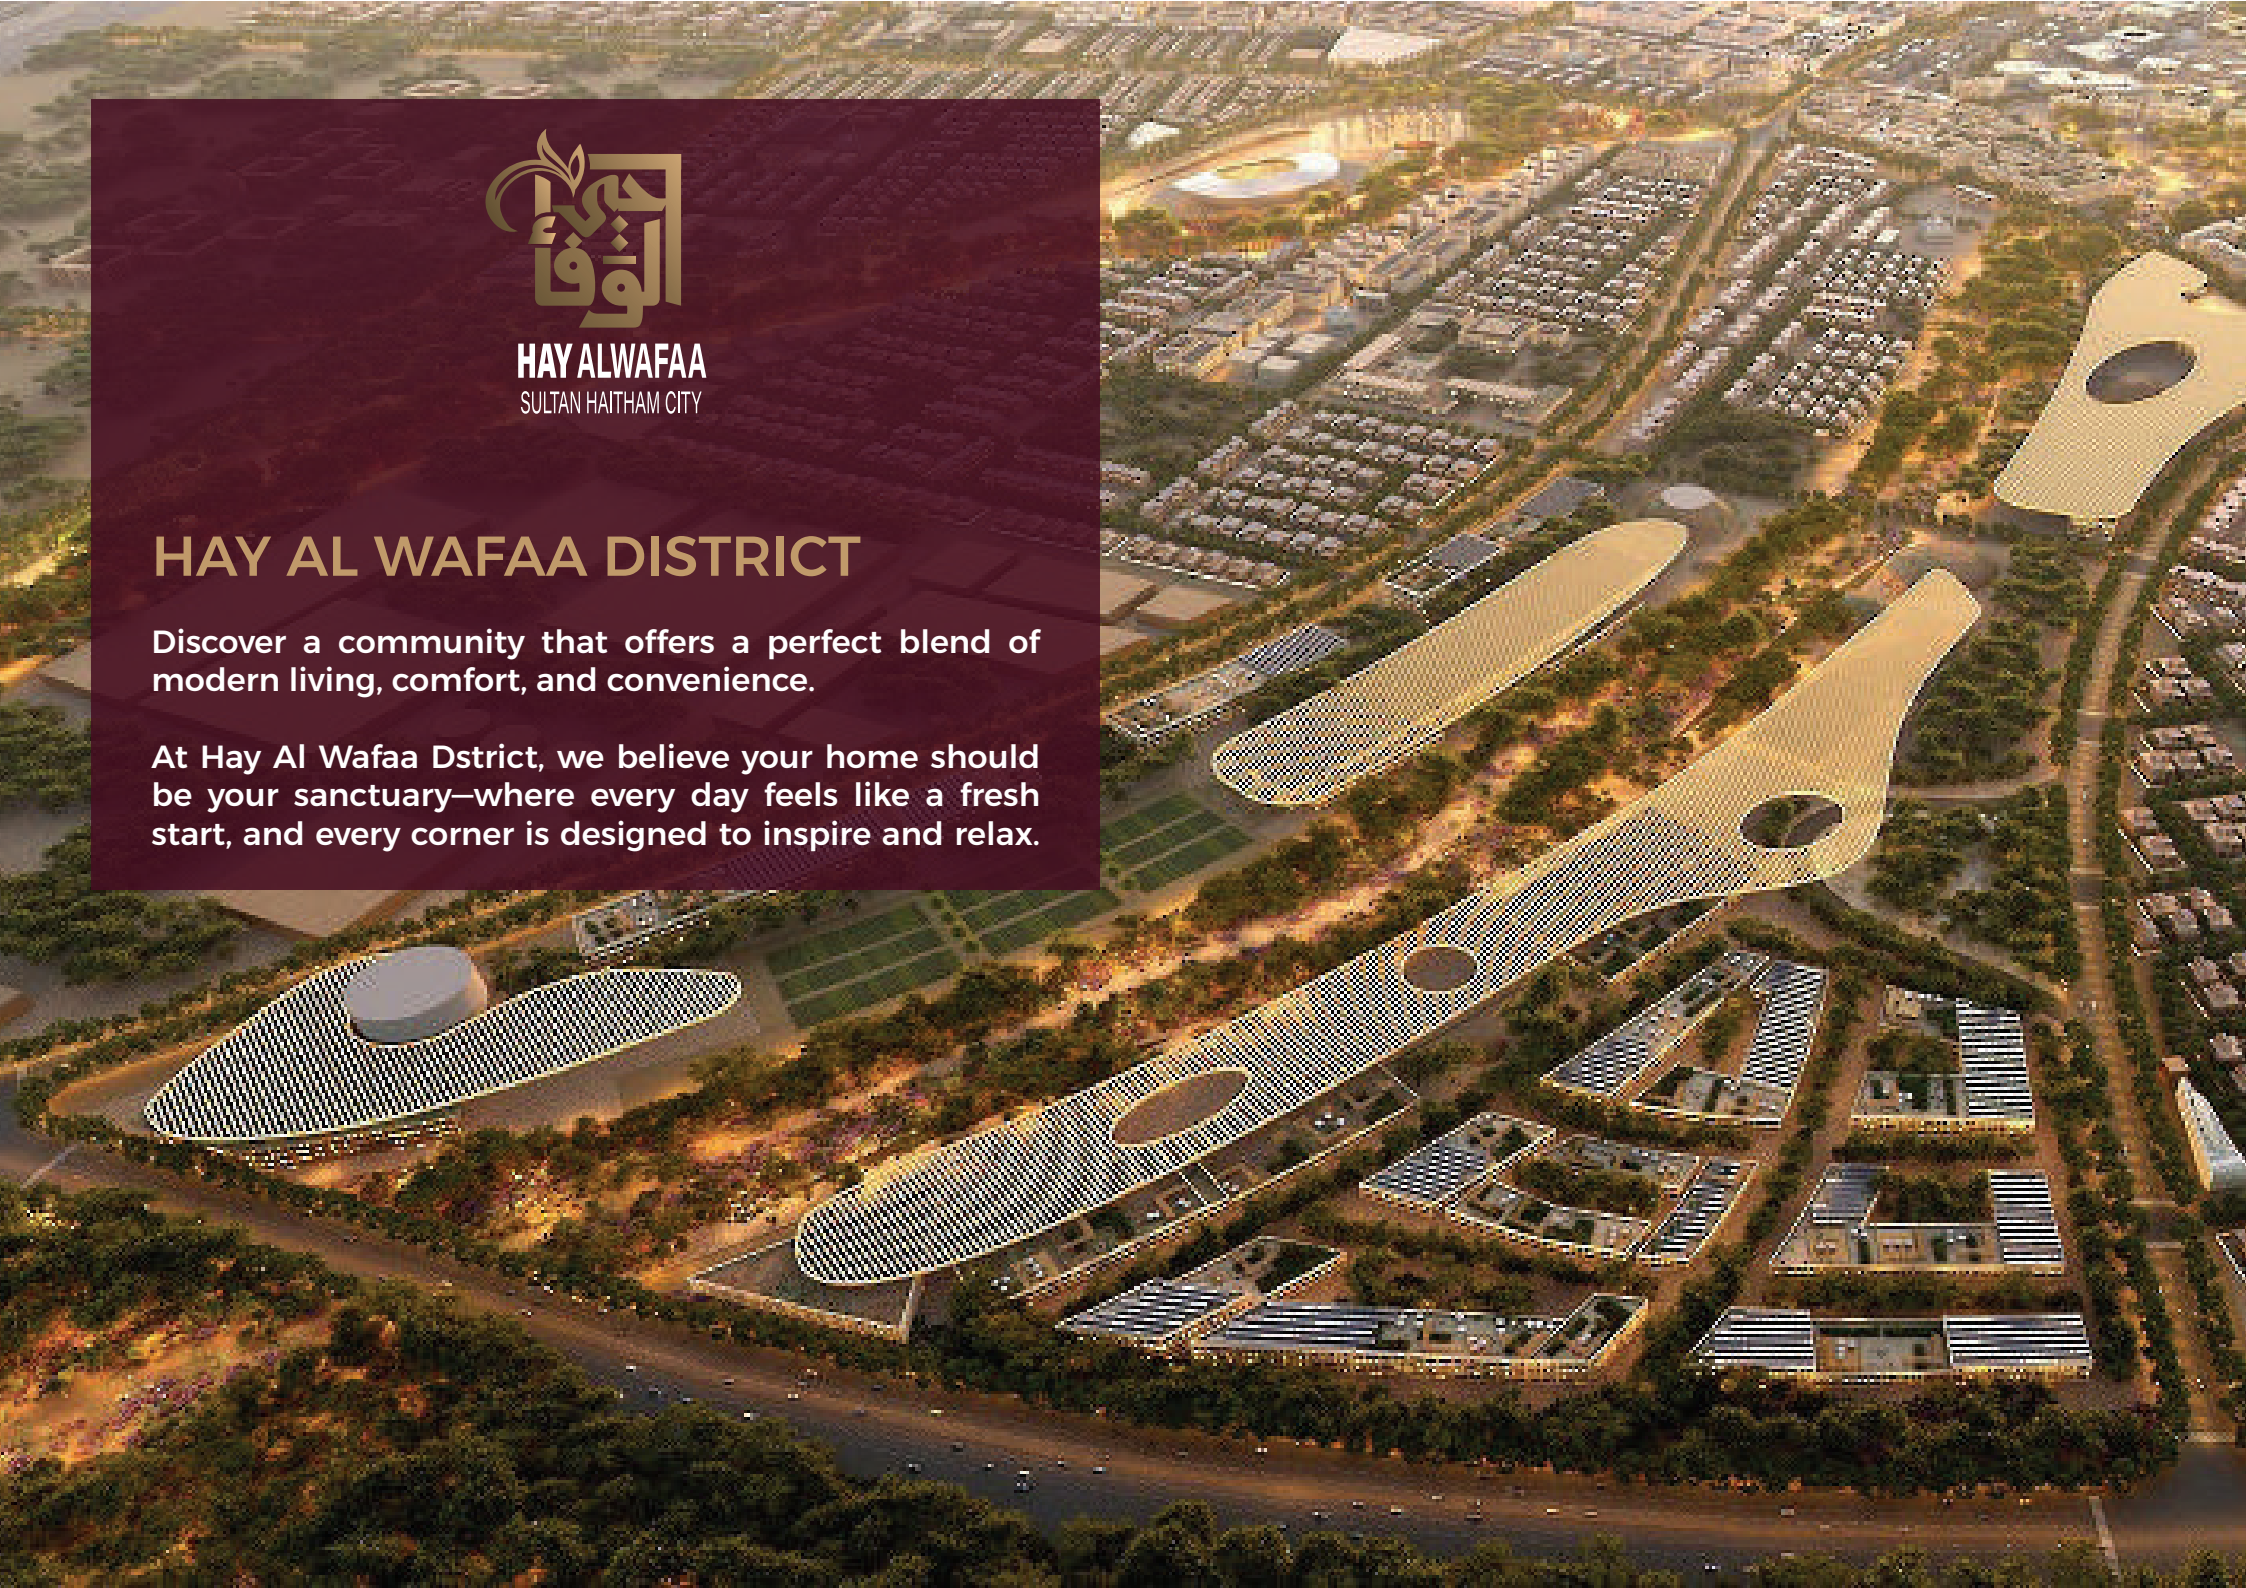 حي
الوفاء
HAY ALWAFAA
SULTAN HAITHAM CITY
HAY AL WAFAA DISTRICT
Discover a community that offers a perfect blend of
modern living, comfort, and convenience.
At Hay Al Wafaa Dstrict, we believe your home should
be your sanctuary—where every day feels like a fresh
start, and every corner is designed to inspire and relax.